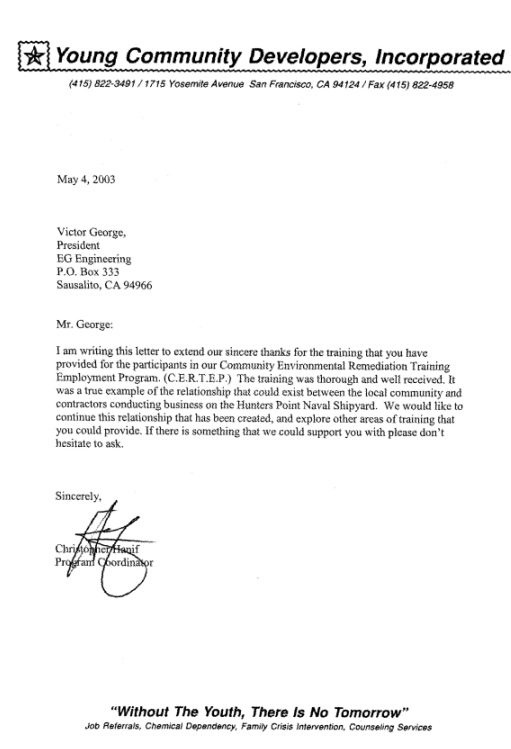 Young Community Developers, Incorporated
(415) 822-3491 / 1715 Yosemite Avenue San Francisco, CA 94124 / Fax (415) 822-4958
May 4, 2003
Victor George,
President
EG Engineering
P.O. Box 333
Sausalito, CA 94966
Mr. George:
I am writing this letter to extend our sincere thanks for the training that you have
provided for the participants in our Community Environmental Remediation Training
Employment Program. (C.E.R.T.E.P.) The training was thorough and well received. It
was a true example of the relationship that could exist between the local community and
contractors conducting business on the Hunters Point Naval Shipyard. We would like to
continue this relationship that has been created, and explore other areas of training that
you could provide. If there is something that we could support you with please don't
hesitate to ask.
Sincerely,
Christopher Hanif
Program Coordinator
"Without The Youth, There Is No Tomorrow"
Job Referrals, Chemical Dependency, Family Crisis Intervention, Counseling Services